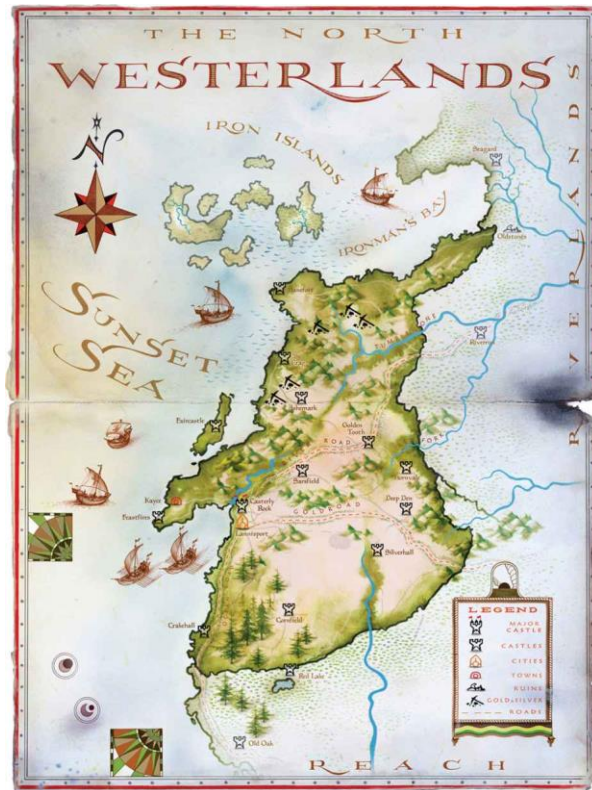 THE NORTH
WESTERLANDS
N
IRON ISLANDS
Seagard
IRONMAN'S BAY
Oldstones
RIVERLANDS
SUNSET
SEA
Banefort
Riverrun
Crag
Ashemark
Faircastle
Golden
Tooth
ROAD
Sarsfield
Hornvale
Kayce
Feastfires
Casterly
Rock
Deep Den
Lannisport
GOLDROAD
Silverhall
Cornfield
Crakehall
Red Lake
Old Oak
REACH
LEGEND
MAJOR
CASTLE
CASTLES
CITIES
TOWNS
RUINS
GOLD&SILVER
ROADS